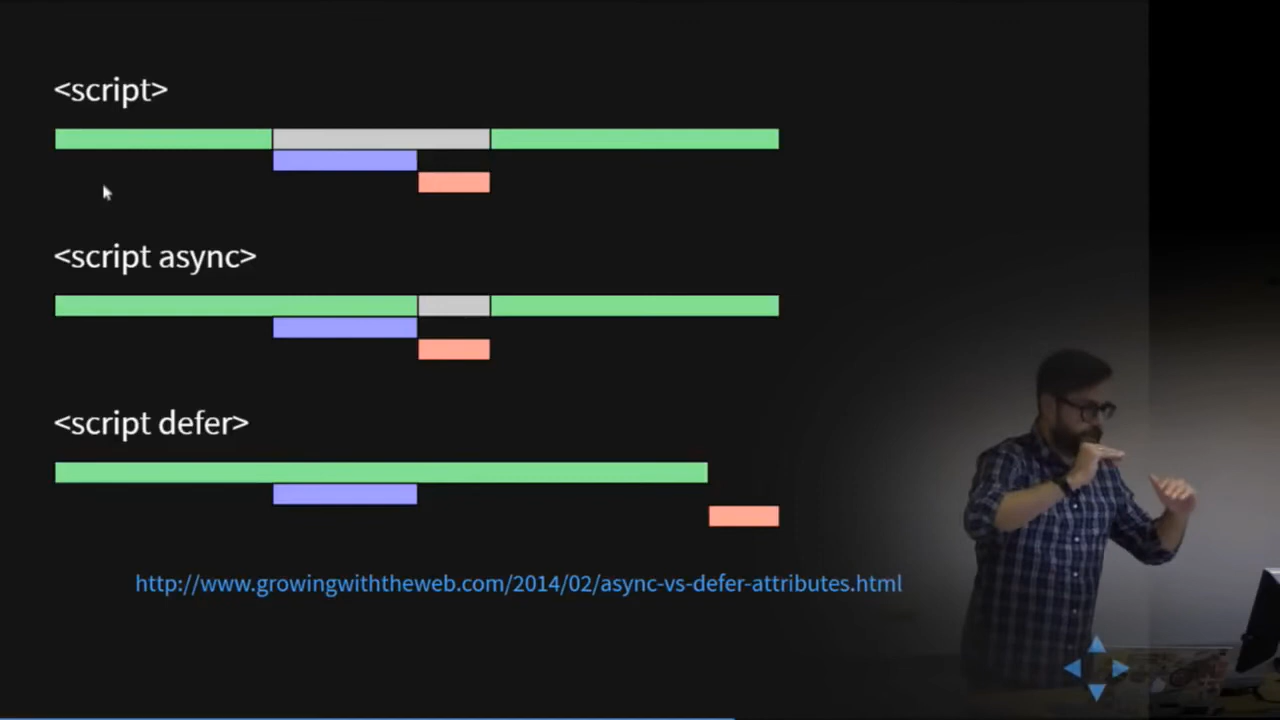 <script>
<script async>
<script defer>
http://www.growingwiththeweb.com/2014/02/async-vs-defer-attributes.html